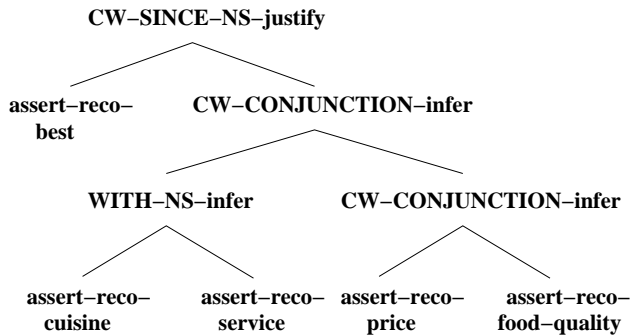 CW–SINCE–NS–justify
assert–reco–
best
CW–CONJUNCTION–infer
WITH–NS–infer
CW–CONJUNCTION–infer
assert–reco–
cuisine
assert–reco–
service
assert–reco–
price
assert–reco–
food–quality